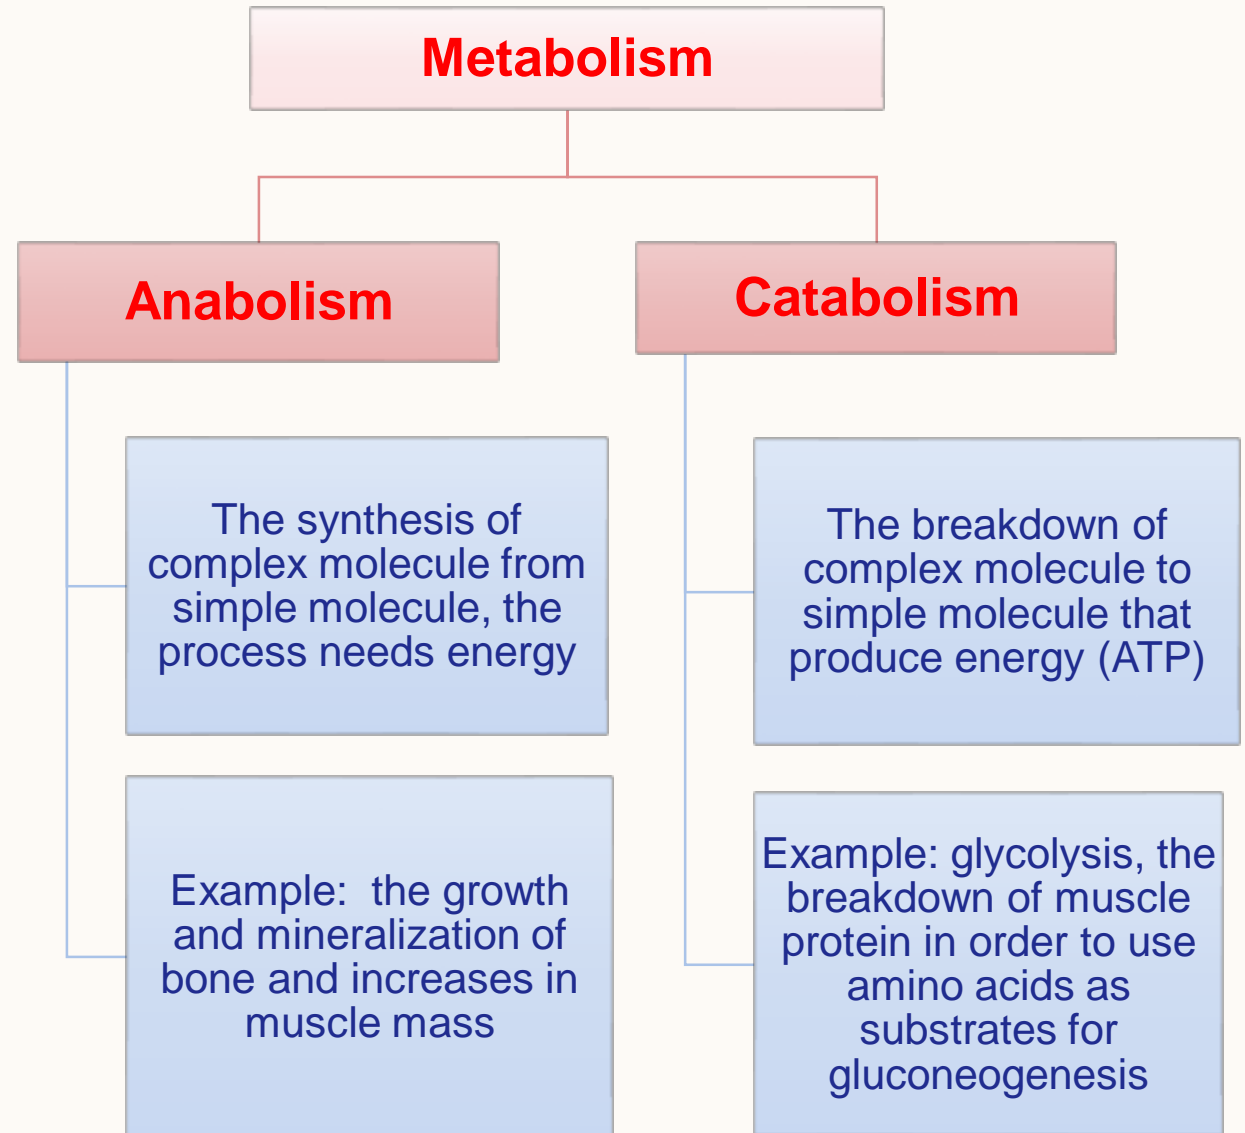 Metabolism
Anabolism
Catabolism
The synthesis of
complex molecule from
simple molecule, the
process needs energy
Example:  the growth
and mineralization of
bone and increases in
muscle mass
The breakdown of
complex molecule to
simple molecule that
produce energy (ATP)
Example: glycolysis, the
breakdown of muscle
protein in order to use
amino acids as
substrates for
gluconeogenesis